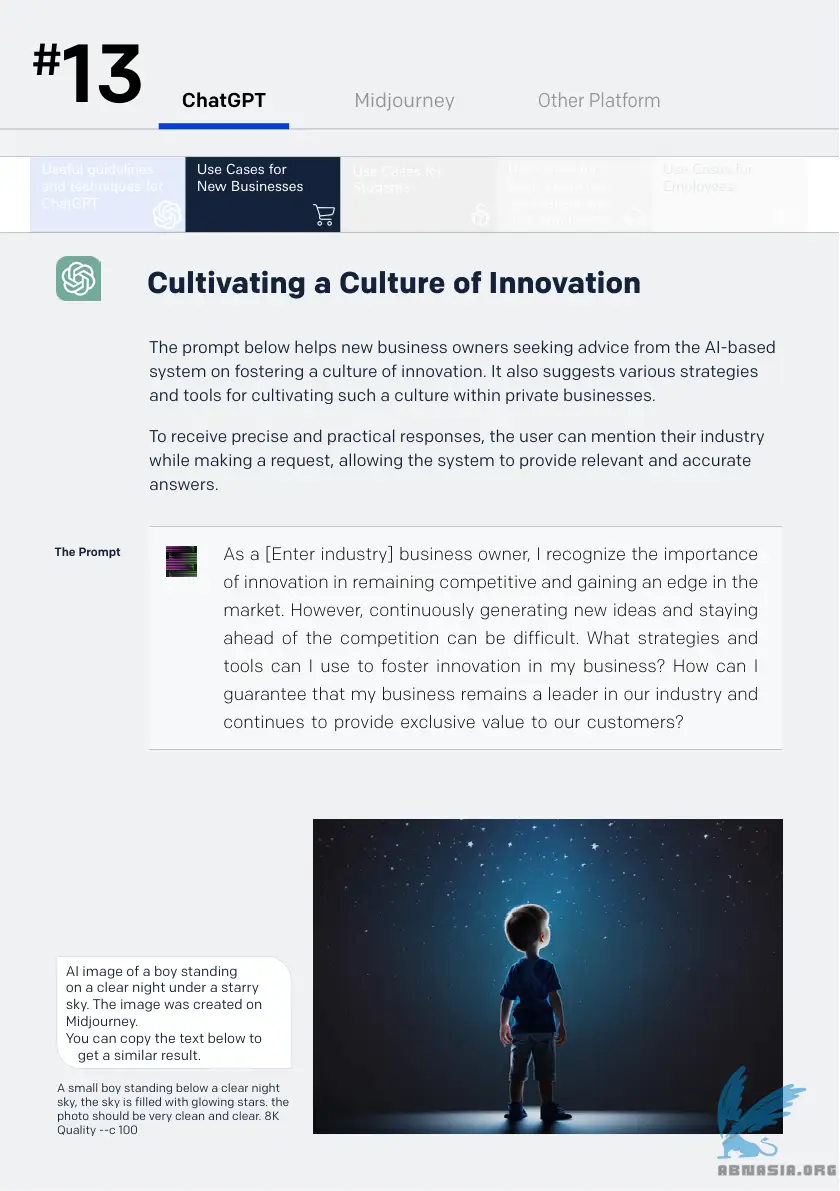 #13
ChatGPT
Midjourney
Other Platform
Useful guidelines
and techniques for
ChatGPT
Use Cases for
New Businesses
Use Cases for
Students
Use Cases for
Employees
Cultivating a Culture of Innovation
The prompt below helps new business owners seeking advice from the AI-based
system on fostering a culture of innovation. It also suggests various strategies
and tools for cultivating such a culture within private businesses.
To receive precise and practical responses, the user can mention their industry
while making a request, allowing the system to provide relevant and accurate
answers.
The Prompt
As a [Enter industry] business owner, I recognize the importance
of innovation in remaining competitive and gaining an edge in the
market. However, continuously generating new ideas and staying
ahead of the competition can be difficult. What strategies and
tools can I use to foster innovation in my business? How can I
guarantee that my business remains a leader in our industry and
continues to provide exclusive value to our customers?
AI image of a boy standing
on a clear night under a starry
sky. The image was created on
Midjourney.
You can copy the text below to
get a similar result.
A small boy standing below a clear night
sky, the sky is filled with glowing stars. the
photo should be very clean and clear. 8K
Quality --c 100
ABNASIA.ORG